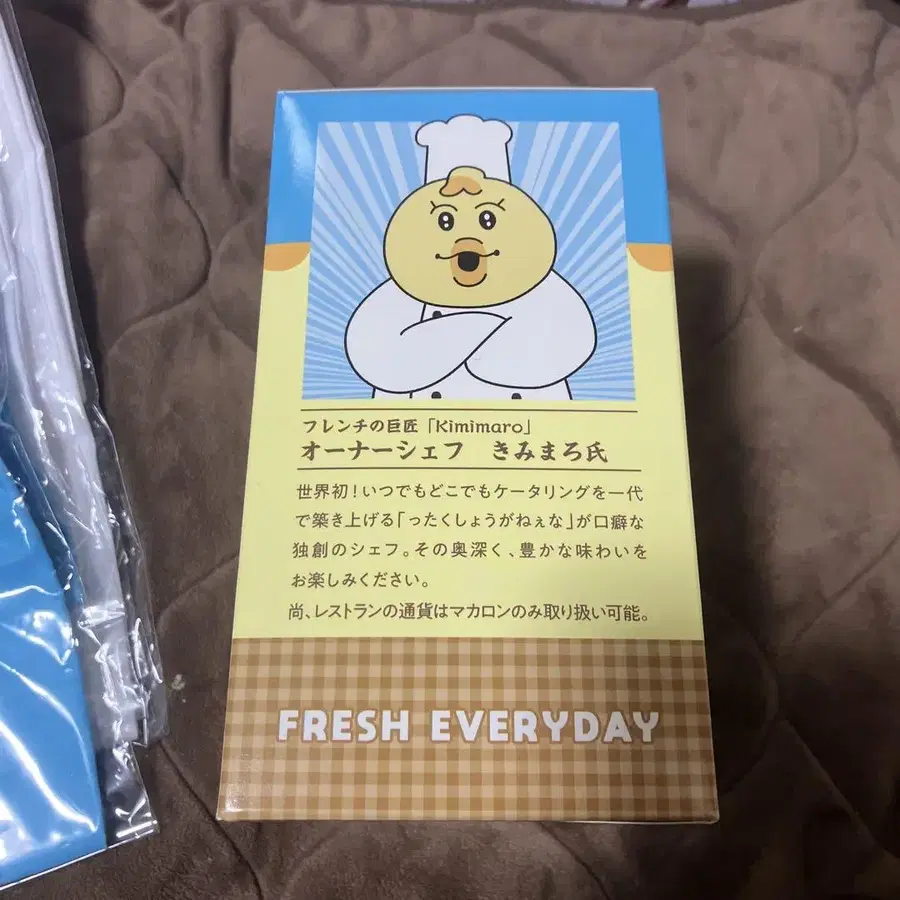 フレンチの巨匠「Kimimaro」
オーナーシェフ　きみまろ氏
世界初！いつでもどこでもケータリングを一代
で築き上げる「ったくしょうがねぇな」が口癖な
独創のシェフ。その奥深く、豊かな味わいを
お楽しみください。
尚、レストランの通貨はマカロンのみ取り扱い可能。
FRESH EVERYDAY